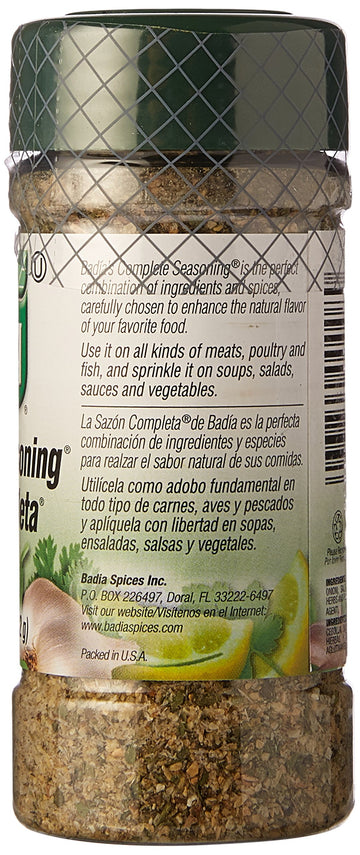 U
Badia's Complete Seasoning® is the perfect
combination of ingredients and spices,
carefully chosen to enhance the natural flavor
of your favorite food.
Use it on all kinds of meats, poultry and
fish, and sprinkle it on soups, salads,
sauces and vegetables.
La Sazón Completa® de Badía es la perfecta
combinación de ingredientes y especies
para realzar el sabor natural de sus comidas.
Utilícela como adobo fundamental en
todo tipo de carnes, aves y pescados
y aplíquela con libertad en sopas,
ensaladas, salsas y vegetales.
Badia Spices Inc.
P.O. BOX 226497, Doral, FL 33222-6497
Visit our website/Visítenos en el Internet:
www.badiaspices.com
Packed in U.S.A.
oning®
eta®
g)
Please